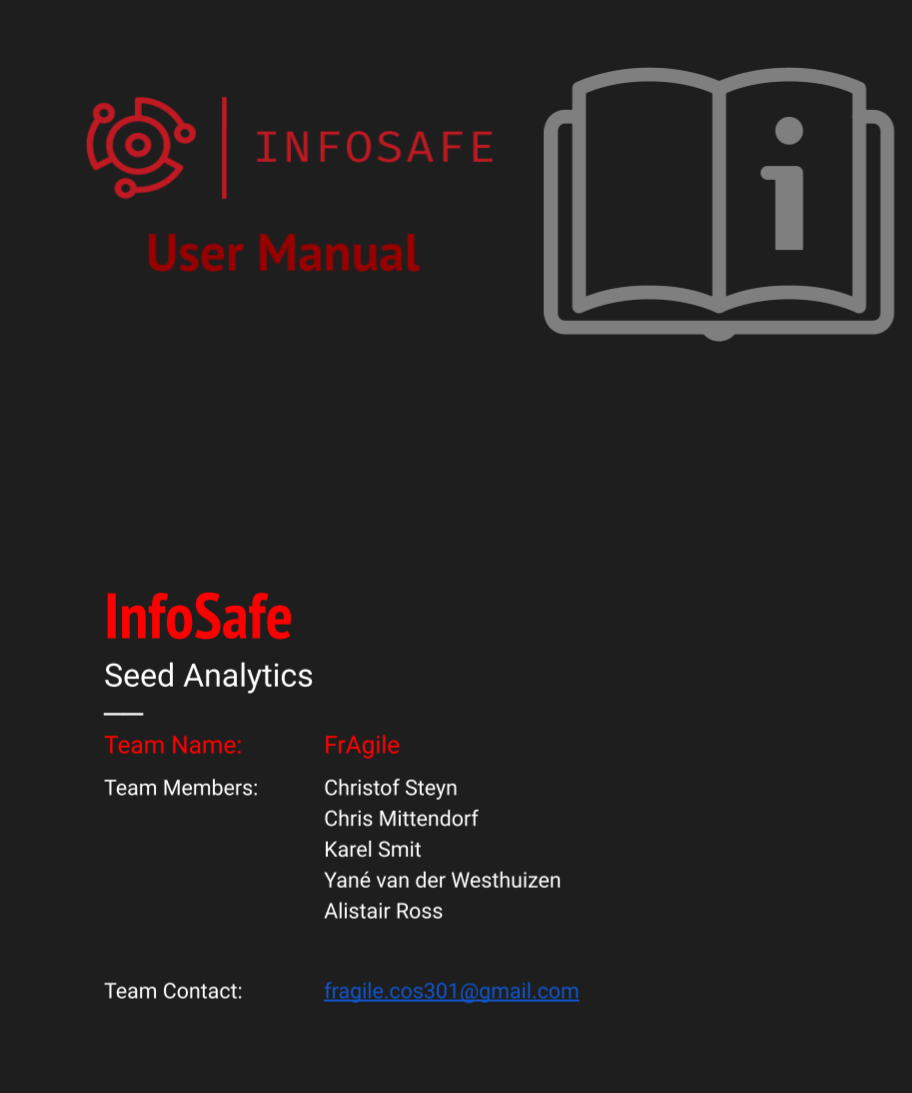 INFOSAFE
User Manual
InfoSafe
Seed Analytics
Team Name: FrAgile
Team Members: Christof Steyn
Chris Mittendorf
Karel Smit
Yané van der Westhuizen
Alistair Ross
Team Contact: fragile.cos301@gmail.com